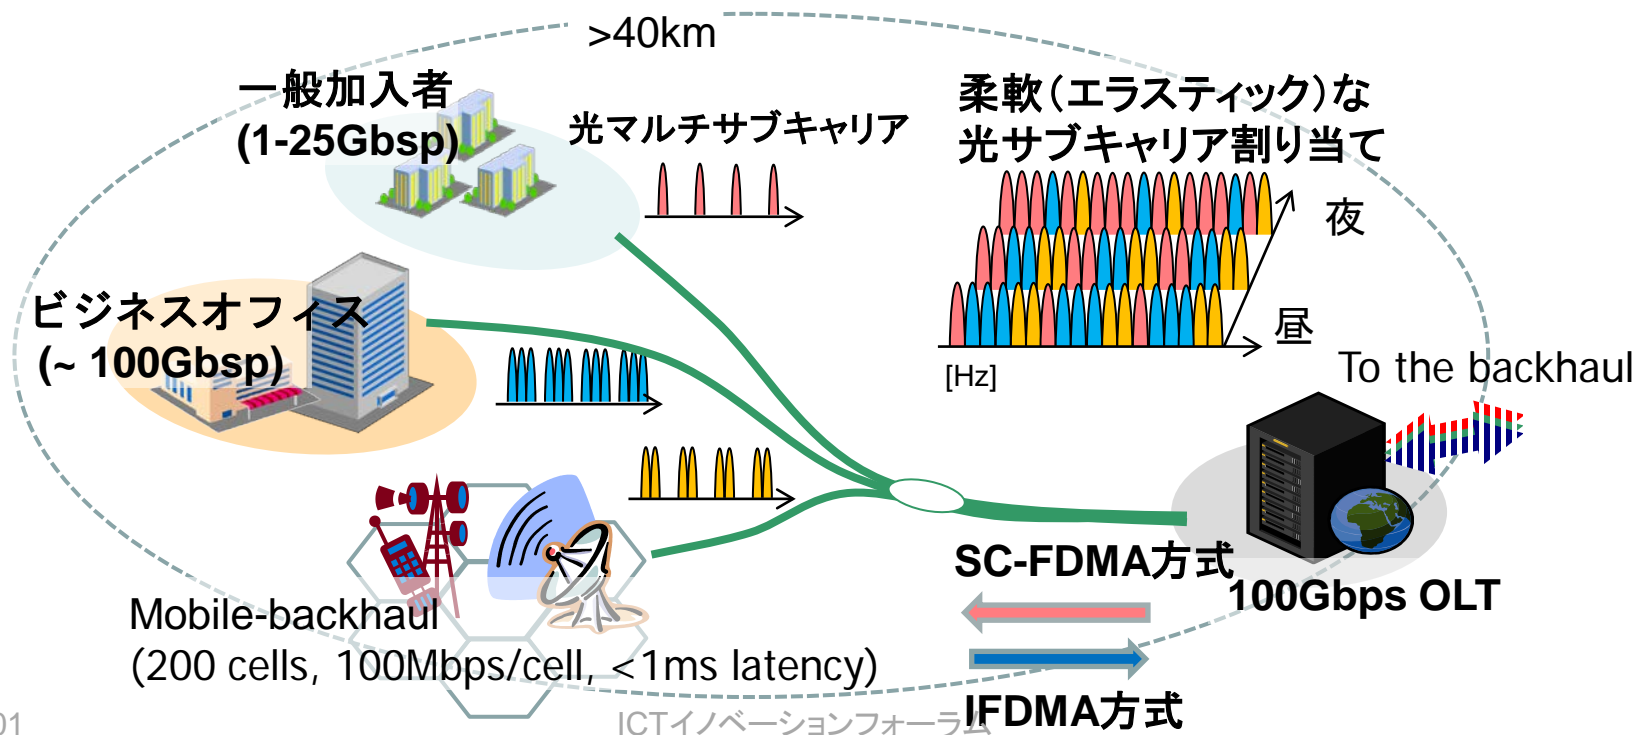 >40km
一般加入者
(1-25Gbsp)
光マルチサブキャリア
柔軟（エラスティック）な
光サブキャリア割り当て
夜
昼
[Hz]
ビジネスオフィス
(~ 100Gbsp)
To the backhaul
SC-FDMA方式
100Gbps OLT
Mobile-backhaul
(200 cells, 100Mbps/cell, <1ms latency)
IFDMA方式
01
ICTイノベーションフォーラム